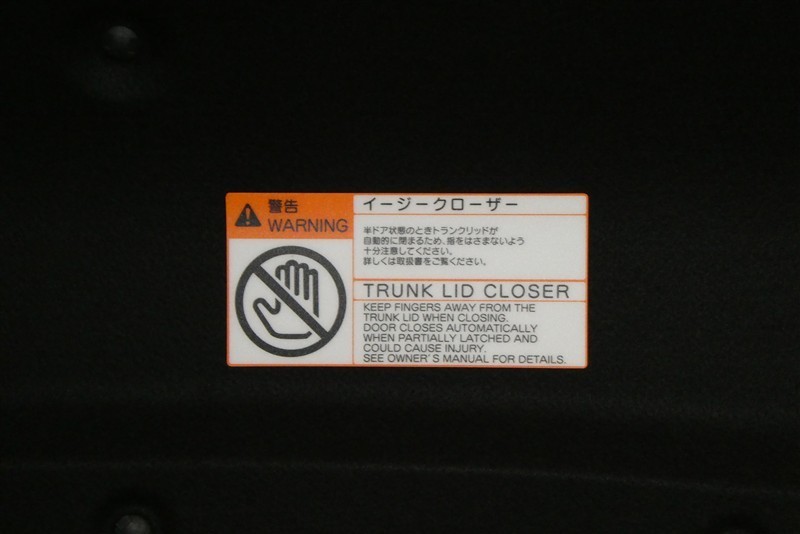 警告
WARNING
イージークローザー
半ドア状態のときトランクリッドが
自動的に閉まるため、指をはさまないよう
十分注意してください。
詳しくは取扱書をご覧ください。
TRUNK LID CLOSER
KEEP FINGERS AWAY FROM THE
TRUNK LID WHEN CLOSING.
DOOR CLOSES AUTOMATICALLY
WHEN PARTIALLY LATCHED AND
COULD CAUSE INJURY.
SEE OWNER'S MANUAL FOR DETAILS.